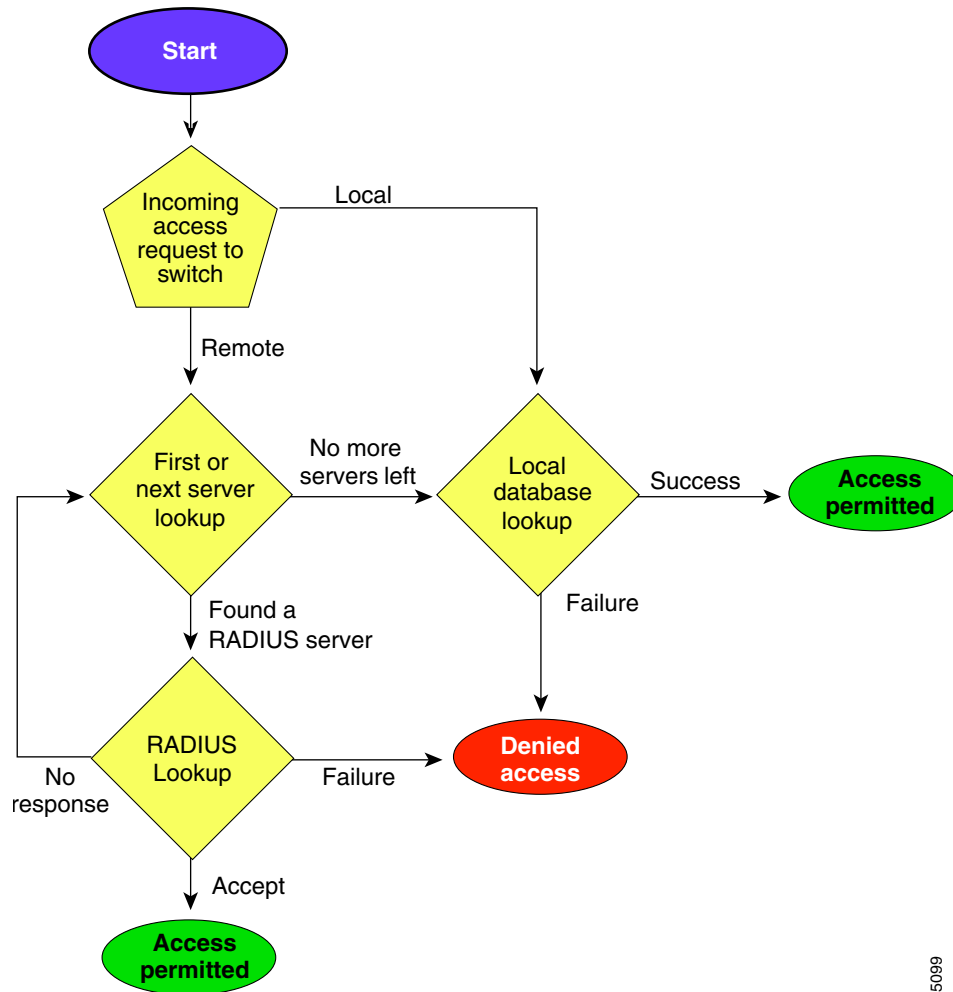 Start
Incoming
access
request to
switch
Local
Remote
First or
next server
lookup
No more
servers left
Local
database
lookup
Success
Access
permitted
Found a
RADIUS server
Failure
RADIUS
Lookup
No
response
Failure
Denied
access
Accept
Access
permitted
5099